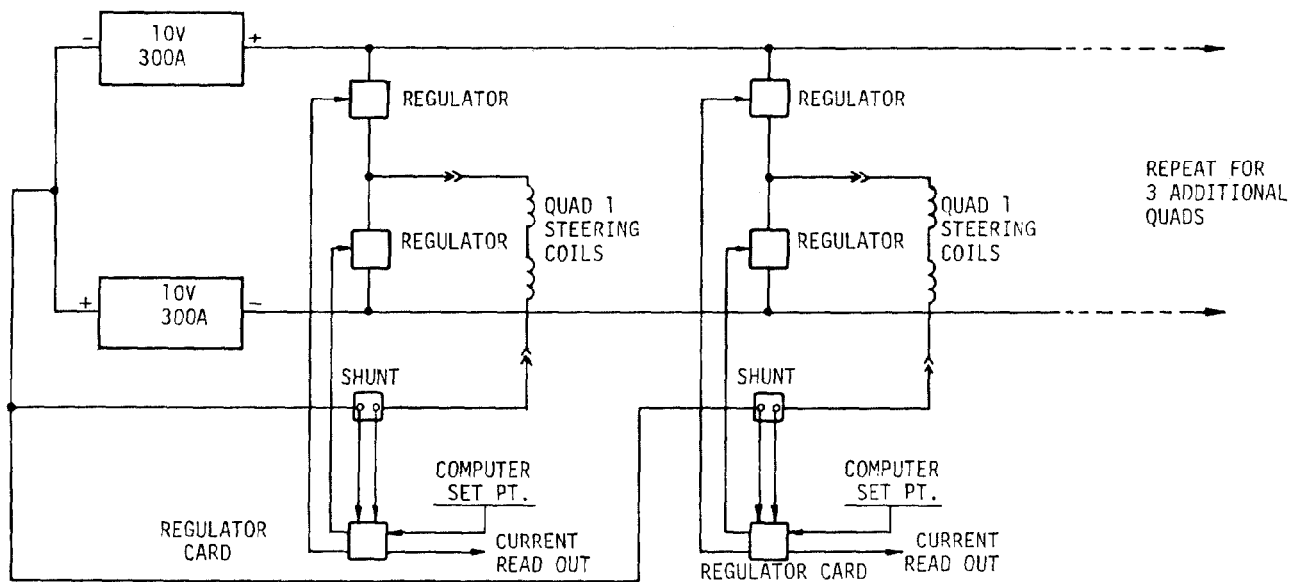 10V
300A
- +
REGULATOR
REGULATOR
REPEAT FOR
3 ADDITIONAL
QUADS
QUAD 1
STEERING
COILS
QUAD 1
STEERING
COILS
REGULATOR
REGULATOR
10V
300A
+ -
SHUNT
SHUNT
COMPUTER
SET PT.
COMPUTER
SET PT.
REGULATOR
CARD
CURRENT
READ OUT
CURRENT
READ OUT
REGULATOR CARD